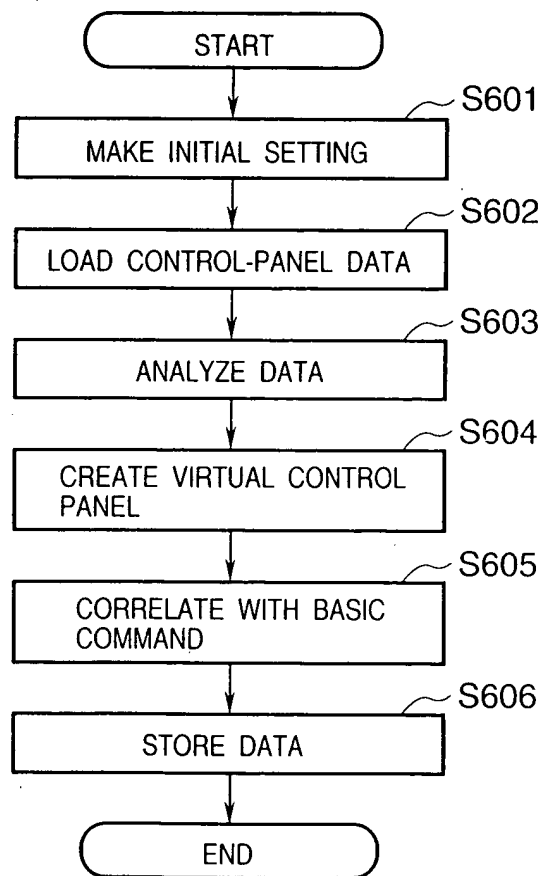 START
S601
MAKE INITIAL SETTING
S602
LOAD CONTROL-PANEL DATA
S603
ANALYZE DATA
S604
CREATE VIRTUAL CONTROL
PANEL
S605
CORRELATE WITH BASIC
COMMAND
S606
STORE DATA
END